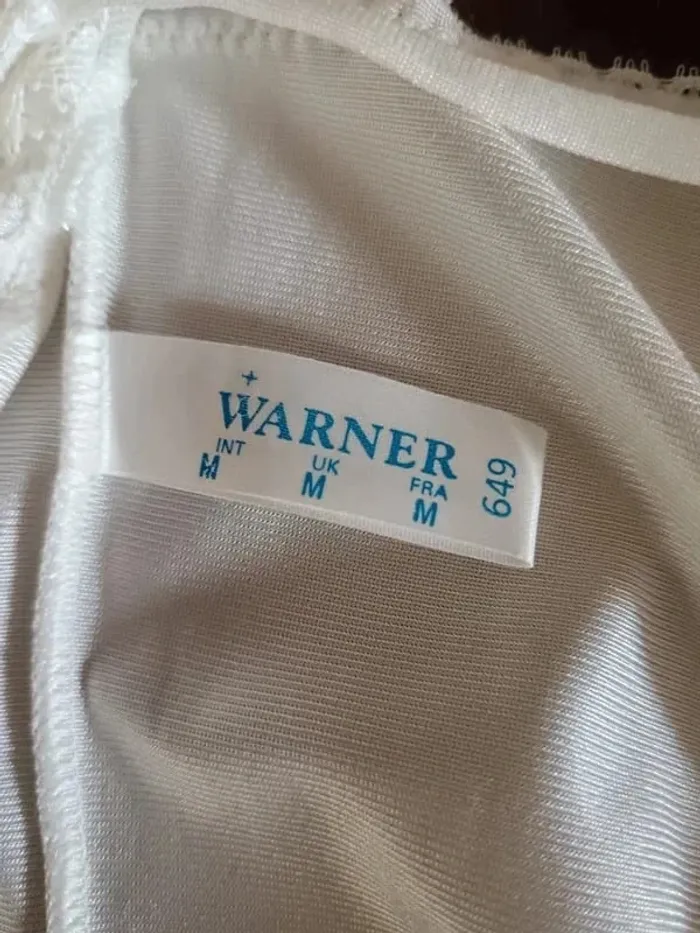 WARNER
INT UK FRA
M M M
649